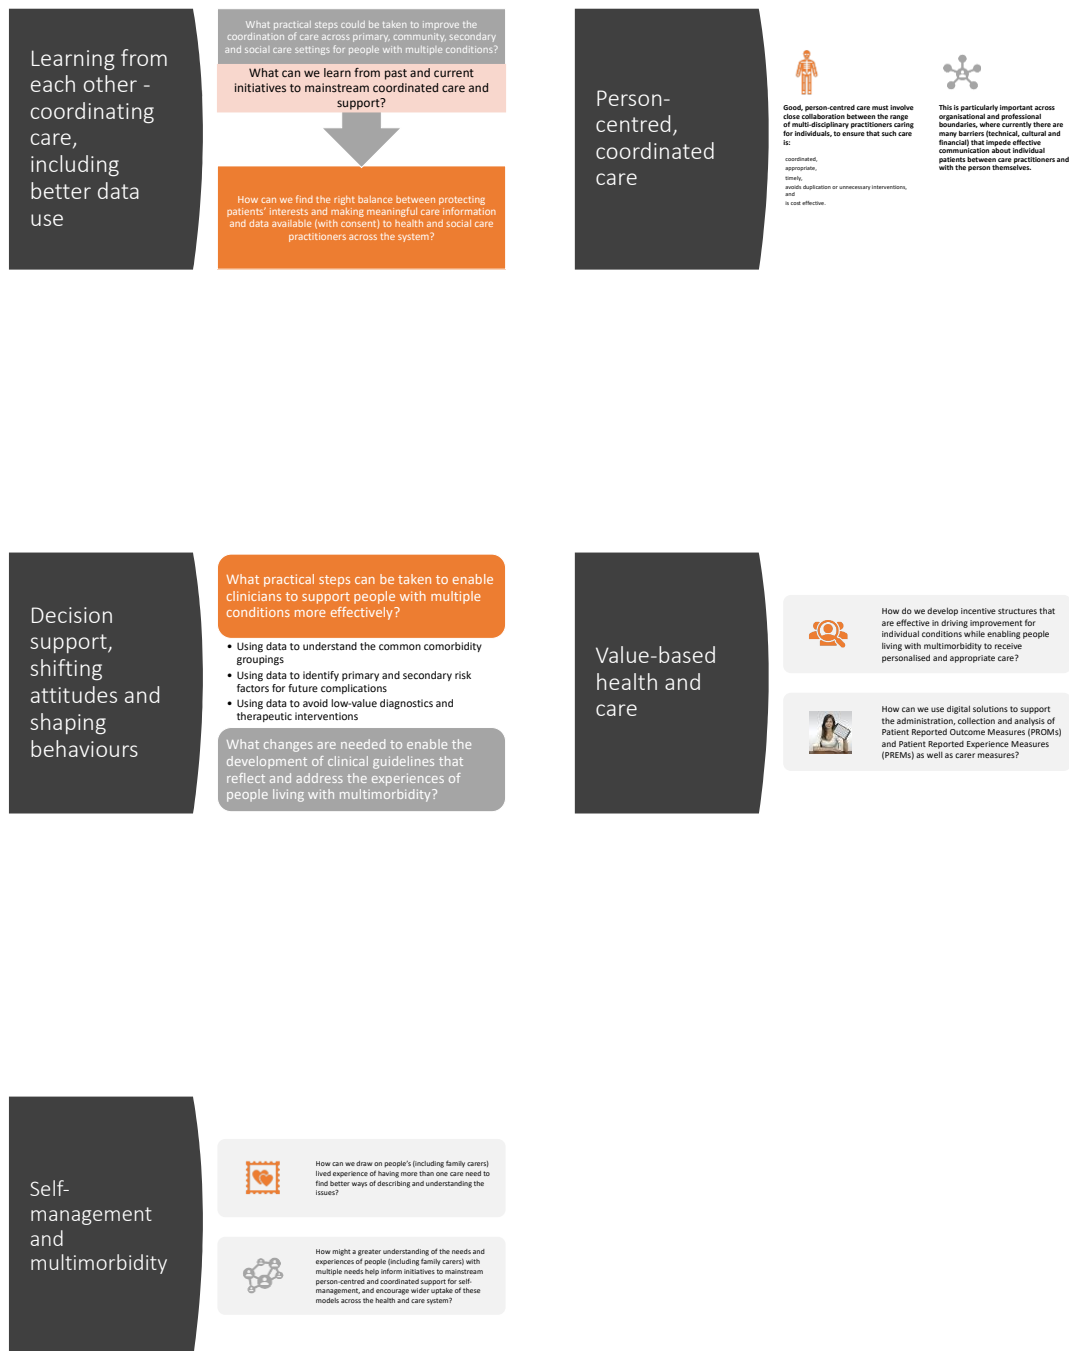 Learning from
each other -
coordinating
care,
including
better data
use
What practical steps could be taken to improve the
coordination of care across primary, community, secondary
and social care settings for people with multiple conditions?
What can we learn from past and current
initiatives to mainstream coordinated care and
support?
How can we find the right balance between protecting
patients' interests and making meaningful care information
and data available (with consent) to health and social care
practitioners across the system?
Person-
centred,
coordinated
care
Good, person-centred care must involve
close collaboration between the range
of multi-disciplinary practitioners caring
for individuals, to ensure that such care
is:
coordinated,
appropriate,
timely,
avoids duplication or unnecessary interventions,
and
is cost effective.
This is particularly important across
organisational and professional
boundaries, where currently there are
many barriers (technical, cultural and
financial) that impede effective
communication about individual
patients between care practitioners and
with the person themselves.
Decision
support,
shifting
attitudes and
shaping
behaviours
What practical steps can be taken to enable
clinicians to support people with multiple
conditions more effectively?
• Using data to understand the common comorbidity
groupings
• Using data to identify primary and secondary risk
factors for future complications
• Using data to avoid low-value diagnostics and
therapeutic interventions
What changes are needed to enable the
development of clinical guidelines that
reflect and address the experiences of
people living with multimorbidity?
Value-based
health and
care
How do we develop incentive structures that
are effective in driving improvement for
individual conditions while enabling people
living with multimorbidity to receive
personalised and appropriate care?
How can we use digital solutions to support
the administration, collection and analysis of
Patient Reported Outcome Measures (PROMs)
and Patient Reported Experience Measures
(PREMs) as well as carer measures?
Self-
management
and
multimorbidity
How can we draw on people's (including family carers)
lived experience of having more than one care need to
find better ways of describing and understanding the
issues?
How might a greater understanding of the needs and
experiences of people (including family carers) with
multiple needs help inform initiatives to mainstream
person-centred and coordinated support for self-
management, and encourage wider uptake of these
models across the health and care system?